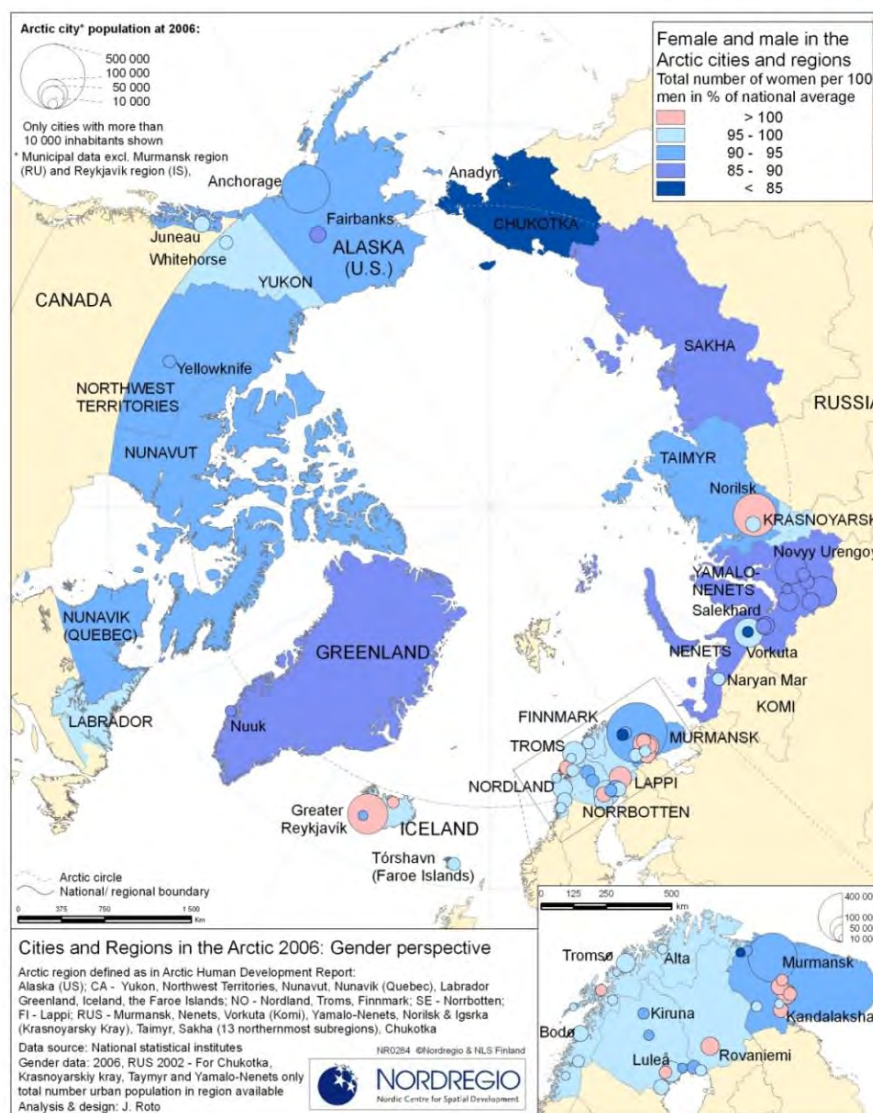 Arctic city* population at 2006:
500 000
100 000
50 000
10 000
Only cities with more than
10 000 inhabitants shown
* Municipal data excl. Murmansk region
(RU) and Reykjavik region (IS),
Female and male in the
Arctic cities and regions
Total number of women per 100
men in % of national average
> 100
95 - 100
90 - 95
85 - 90
< 85
Anchorage
Anadyr
CHUKOTKA
Fairbanks
Juneau
ALASKA
(U.S.)
Whitehorse
YUKON
CANADA
SAKHA
Yellowknife
NORTHWEST
TERRITORIES
RUSSIA
NUNAVUT
TAIMYR
Norilsk
KRASNOYARSK
Novyy Urengoy
YAMALO-
NENETS
Salekhard
NUNAVIK
(QUEBEC)
GREENLAND
NENETS
Vorkuta
Naryan Mar
KOMI
LABRADOR
Nuuk
FINNMARK
TROMS
MURMANSK
NORDLAND
LAPPI
NORRBOTTEN
Greater
Reykjavík
ICELAND
Tórshavn
(Faroe Islands)
Arctic circle
National/ regional boundary
0 375 750 1 500
Km
0 125 250 500
km
400 000
100 000
50 000
10 000
Tromsø
Alta
Murmansk
Kiruna
Kandalaksha
Bodø
Luleå
Rovaniemi
Cities and Regions in the Arctic 2006: Gender perspective
Arctic region defined as in Arctic Human Development Report:
Alaska (US); CA - Yukon, Northwest Territories, Nunavut, Nunavik (Quebec), Labrador
Greenland, Iceland, the Faroe Islands; NO - Nordland, Troms, Finnmark; SE - Norrbotten;
FI - Lappi; RUS - Murmansk, Nenets, Vorkuta (Komi), Yamalo-Nenets, Norilsk & Igsrka
(Krasnoyarsky Kray), Taimyr, Sakha (13 northernmost subregions), Chukotka
Data source: National statistical institutes
Gender data: 2006, RUS 2002 - For Chukotka,
Krasnoyarskiy kray, Taymyr and Yamalo-Nenets only
total number urban population in region available
Analysis & design: J. Roto
NR0284 ©Nordregio & NLS Finland
NORDREGIO
Nordic Centre for Spatial Development